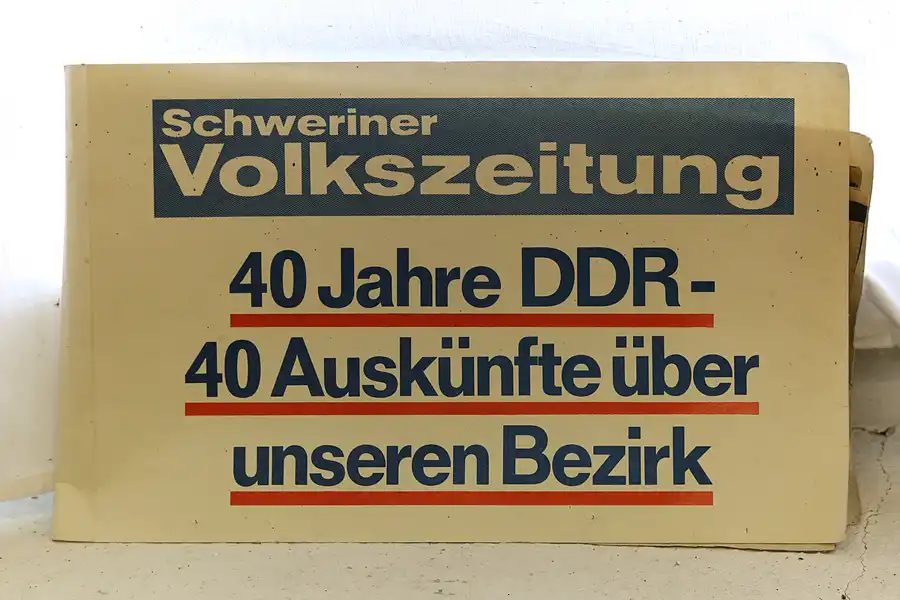 Schweriner
Volkszeitung
40 Jahre DDR-
40 Auskünfte über
unseren Bezirk